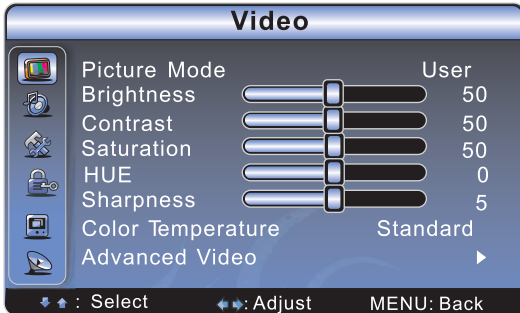 Video
Picture Mode User
Brightness 50
Contrast 50
Saturation 50
HUE 0
Sharpness 5
Color Temperature Standard
Advanced Video
: Select : Adjust MENU: Back